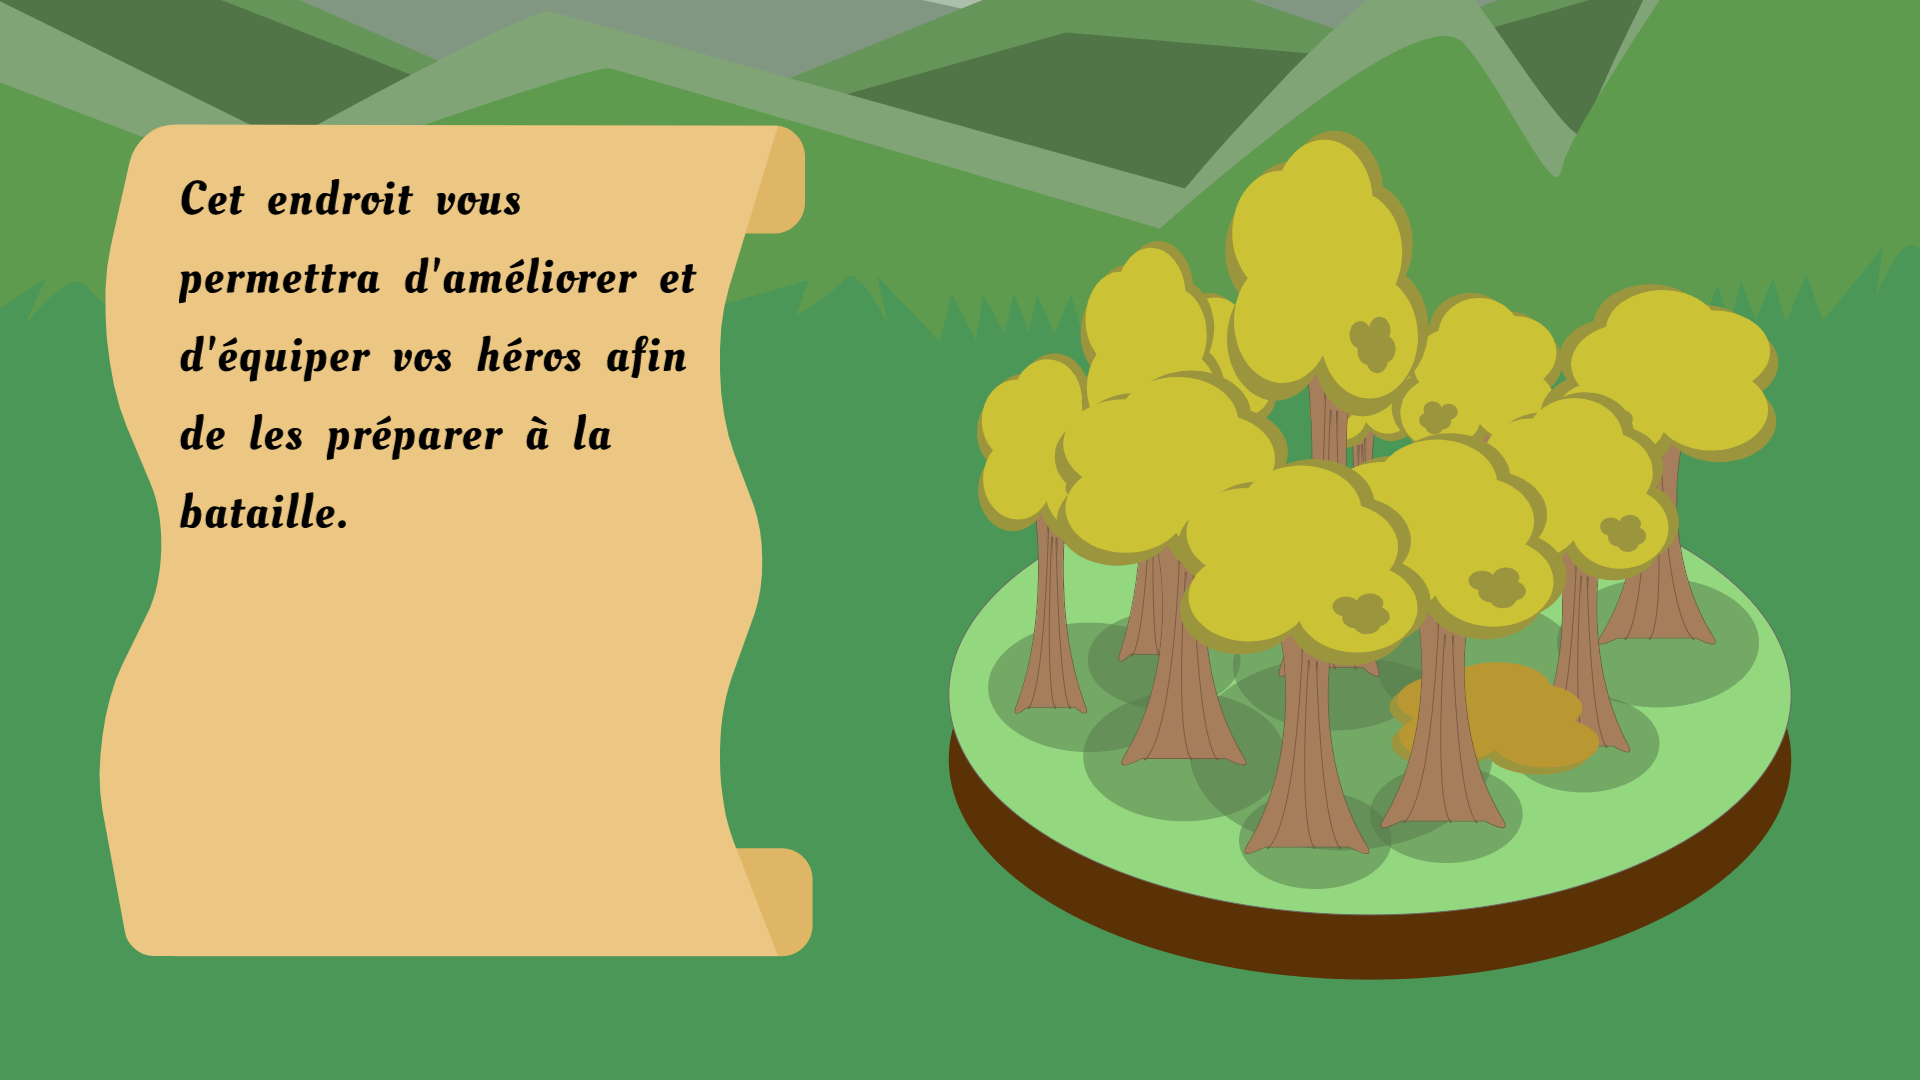 Cet endroit vous
permettra d'améliorer et
d'équiper vos héros afin
de les préparer à la
bataille.